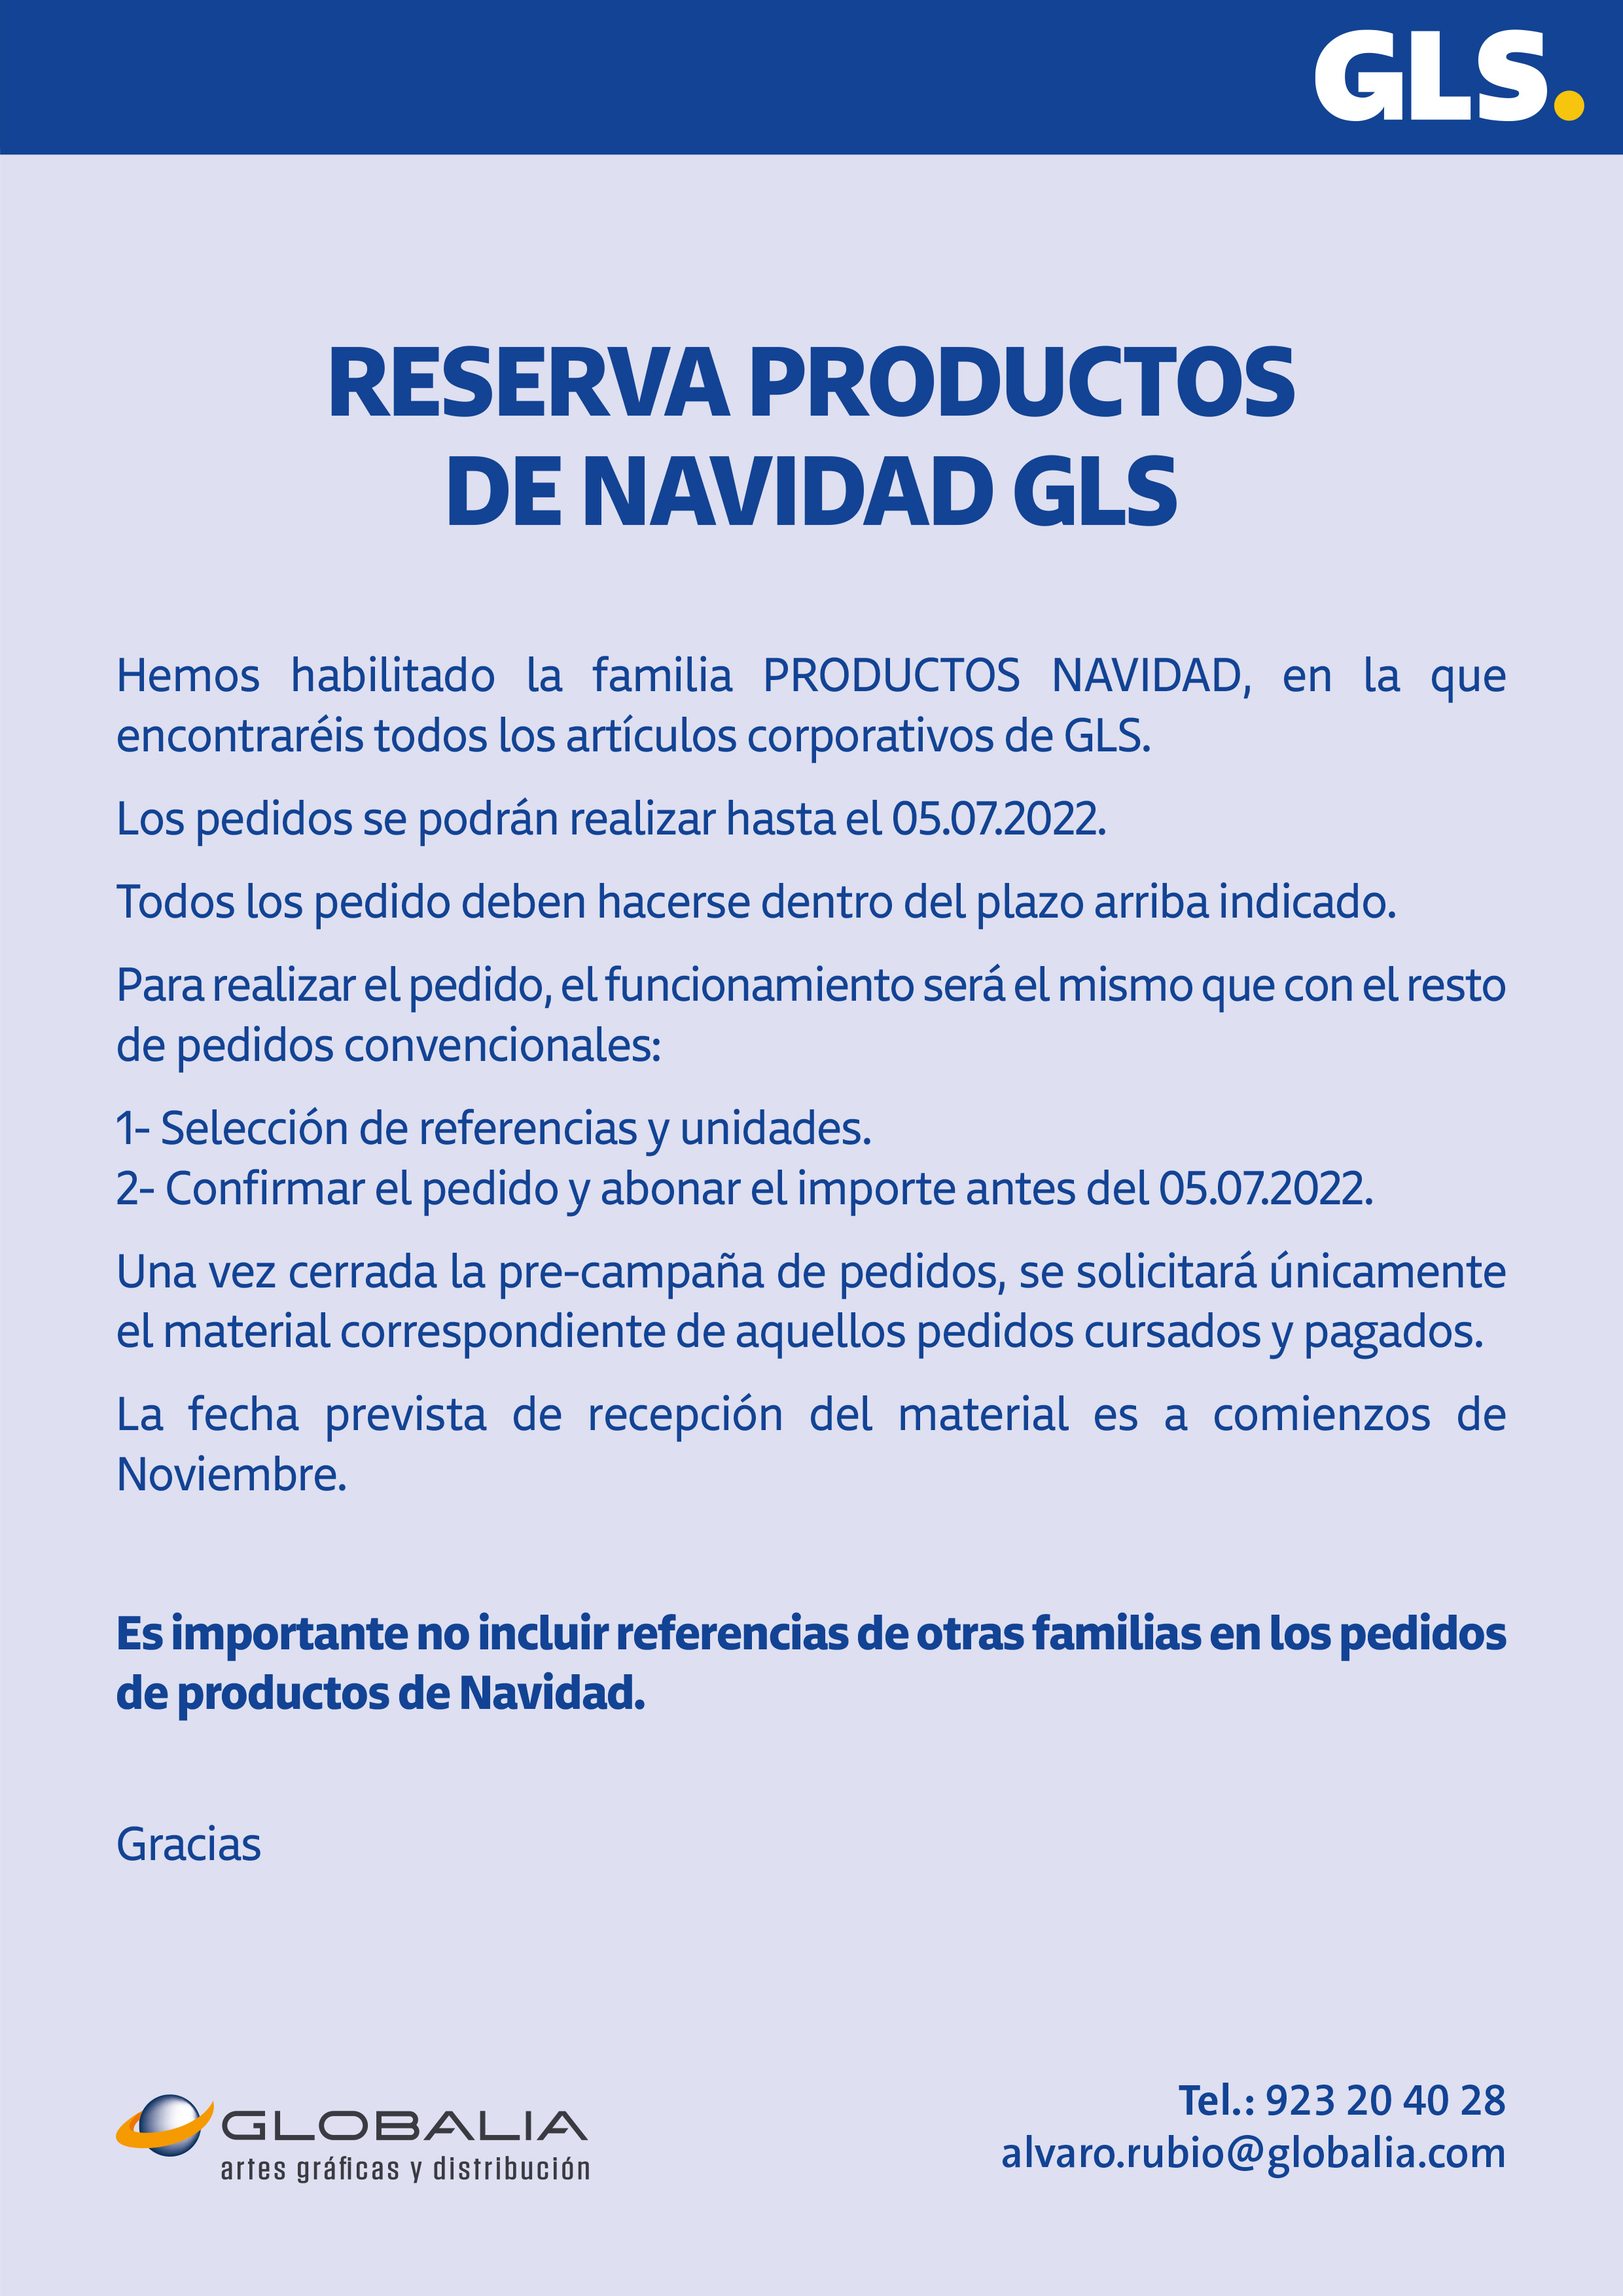 GLS.
RESERVA PRODUCTOS
DE NAVIDAD GLS
Hemos habilitado la familia PRODUCTOS NAVIDAD, en la que
encontraréis todos los artículos corporativos de GLS.
Los pedidos se podrán realizar hasta el 05.07.2022.
Todos los pedido deben hacerse dentro del plazo arriba indicado.
Para realizar el pedido, el funcionamiento será el mismo que con el resto
de pedidos convencionales:
1- Selección de referencias y unidades.
2- Confirmar el pedido y abonar el importe antes del 05.07.2022.
Una vez cerrada la pre-campaña de pedidos, se solicitará únicamente
el material correspondiente de aquellos pedidos cursados y pagados.
La fecha prevista de recepción del material es a comienzos de
Noviembre.
Es importante no incluir referencias de otras familias en los pedidos
de productos de Navidad.
Gracias
GLOBALIA
artes gráficas y distribución
Tel.: 923 20 40 28
alvaro.rubio@globalia.com